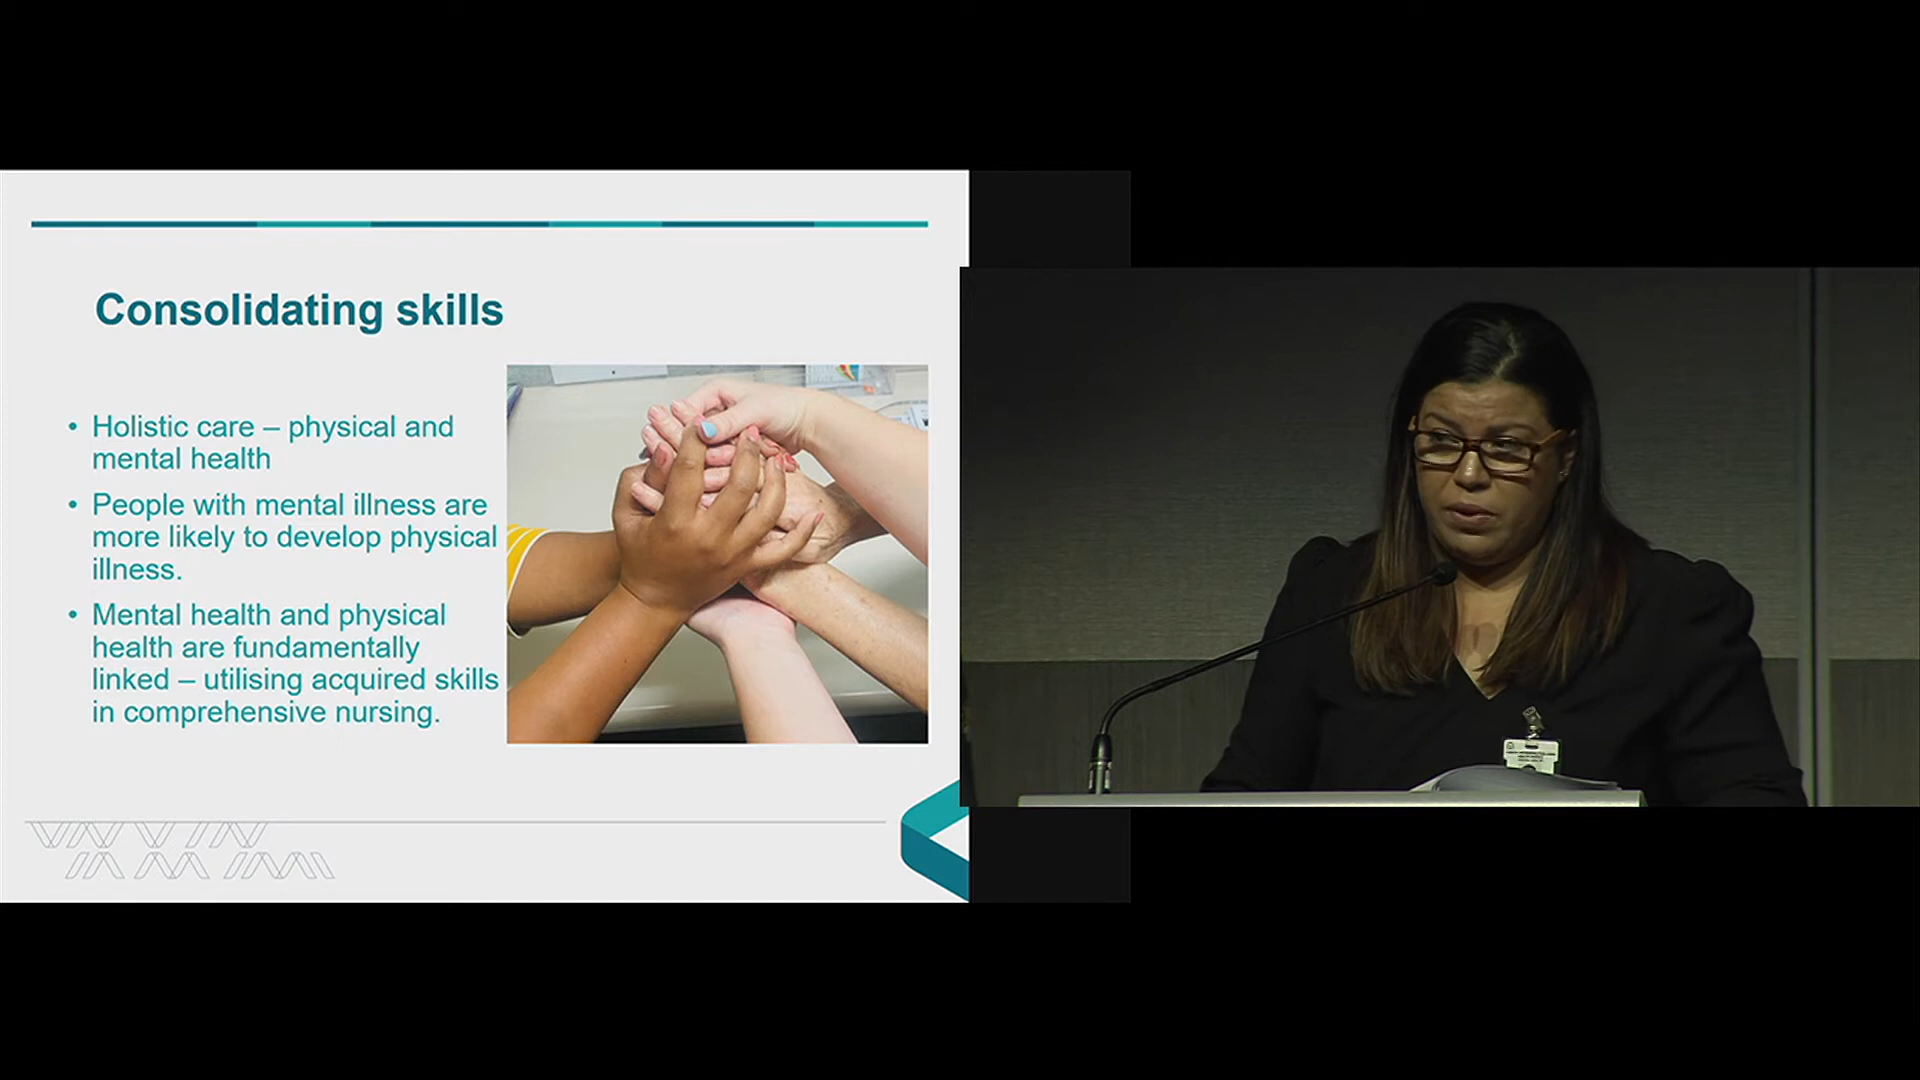 Consolidating skills
• Holistic care – physical and
mental health
• People with mental illness are
more likely to develop physical
illness.
• Mental health and physical
health are fundamentally
linked – utilising acquired skills
in comprehensive nursing.